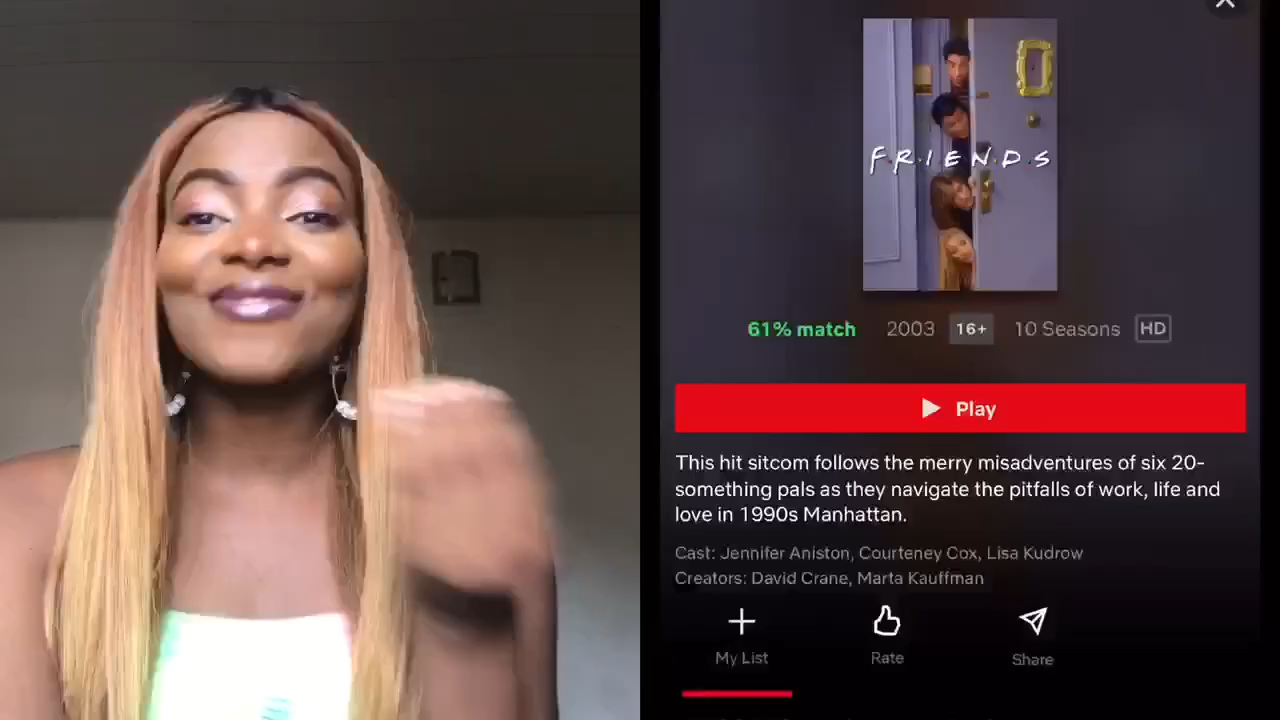 F·R·I·E·N·D·S
61% match 2003 16+ 10 Seasons HD
Play
This hit sitcom follows the merry misadventures of six 20-
something pals as they navigate the pitfalls of work, life and
love in 1990s Manhattan.
Cast: Jennifer Aniston, Courteney Cox, Lisa Kudrow
Creators: David Crane, Marta Kauffman
My List Rate Share